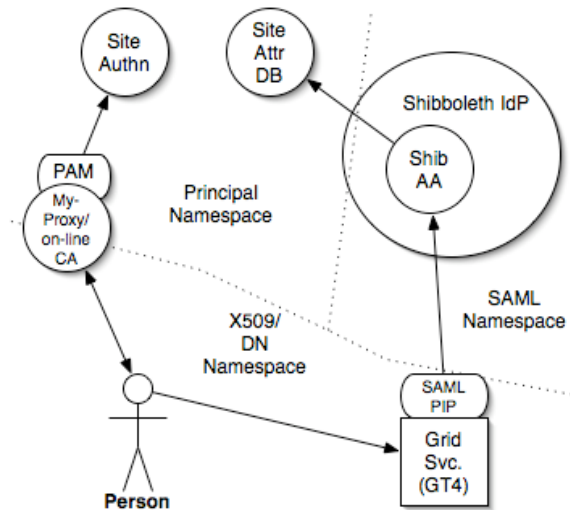 Site
Authn
Site
Attr
DB
Shibboleth IdP
Shib
AA
PAM
My-
Proxy/
on-line
CA
Principal
Namespace
SAML
Namespace
X509/
DN
Namespace
SAML
PIP
Grid
Svc.
(GT4)
Person